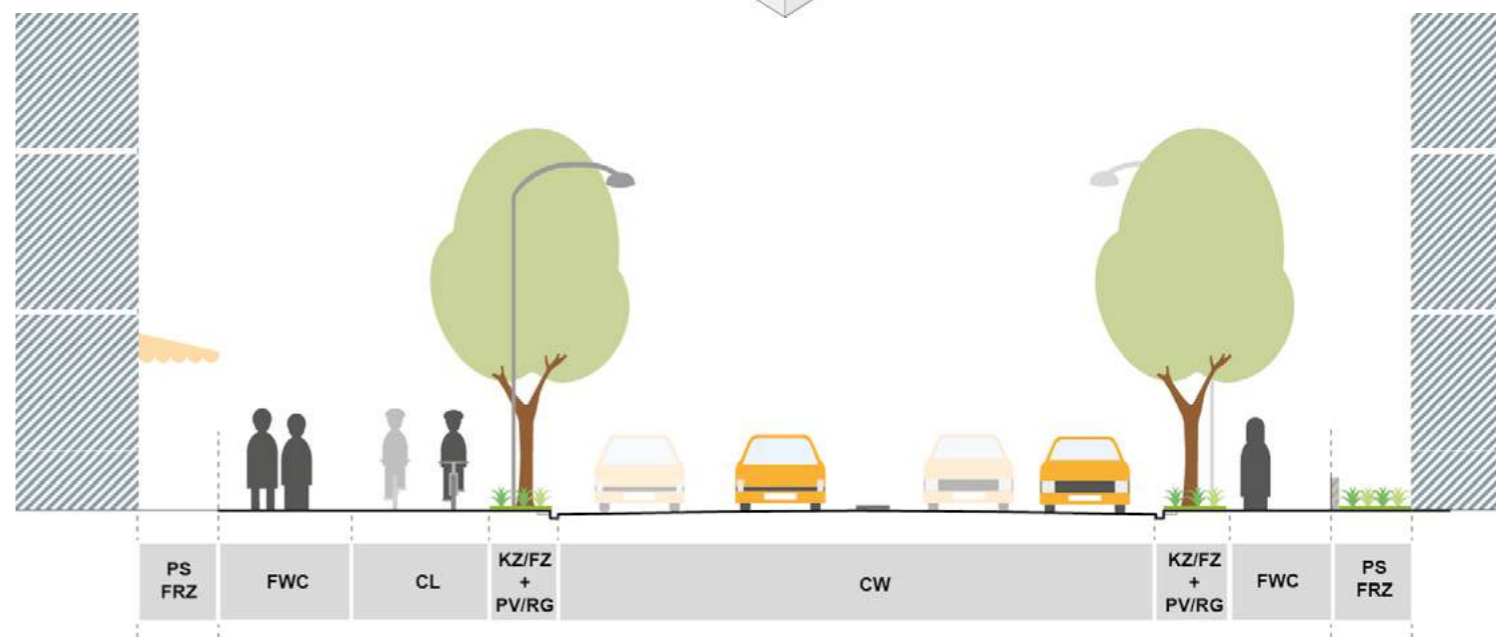 PS
FRZ
FWC
CL
KZ/FZ
+
PV/RG
CW
KZ/FZ
+
PV/RG
FWC
PS
FRZ